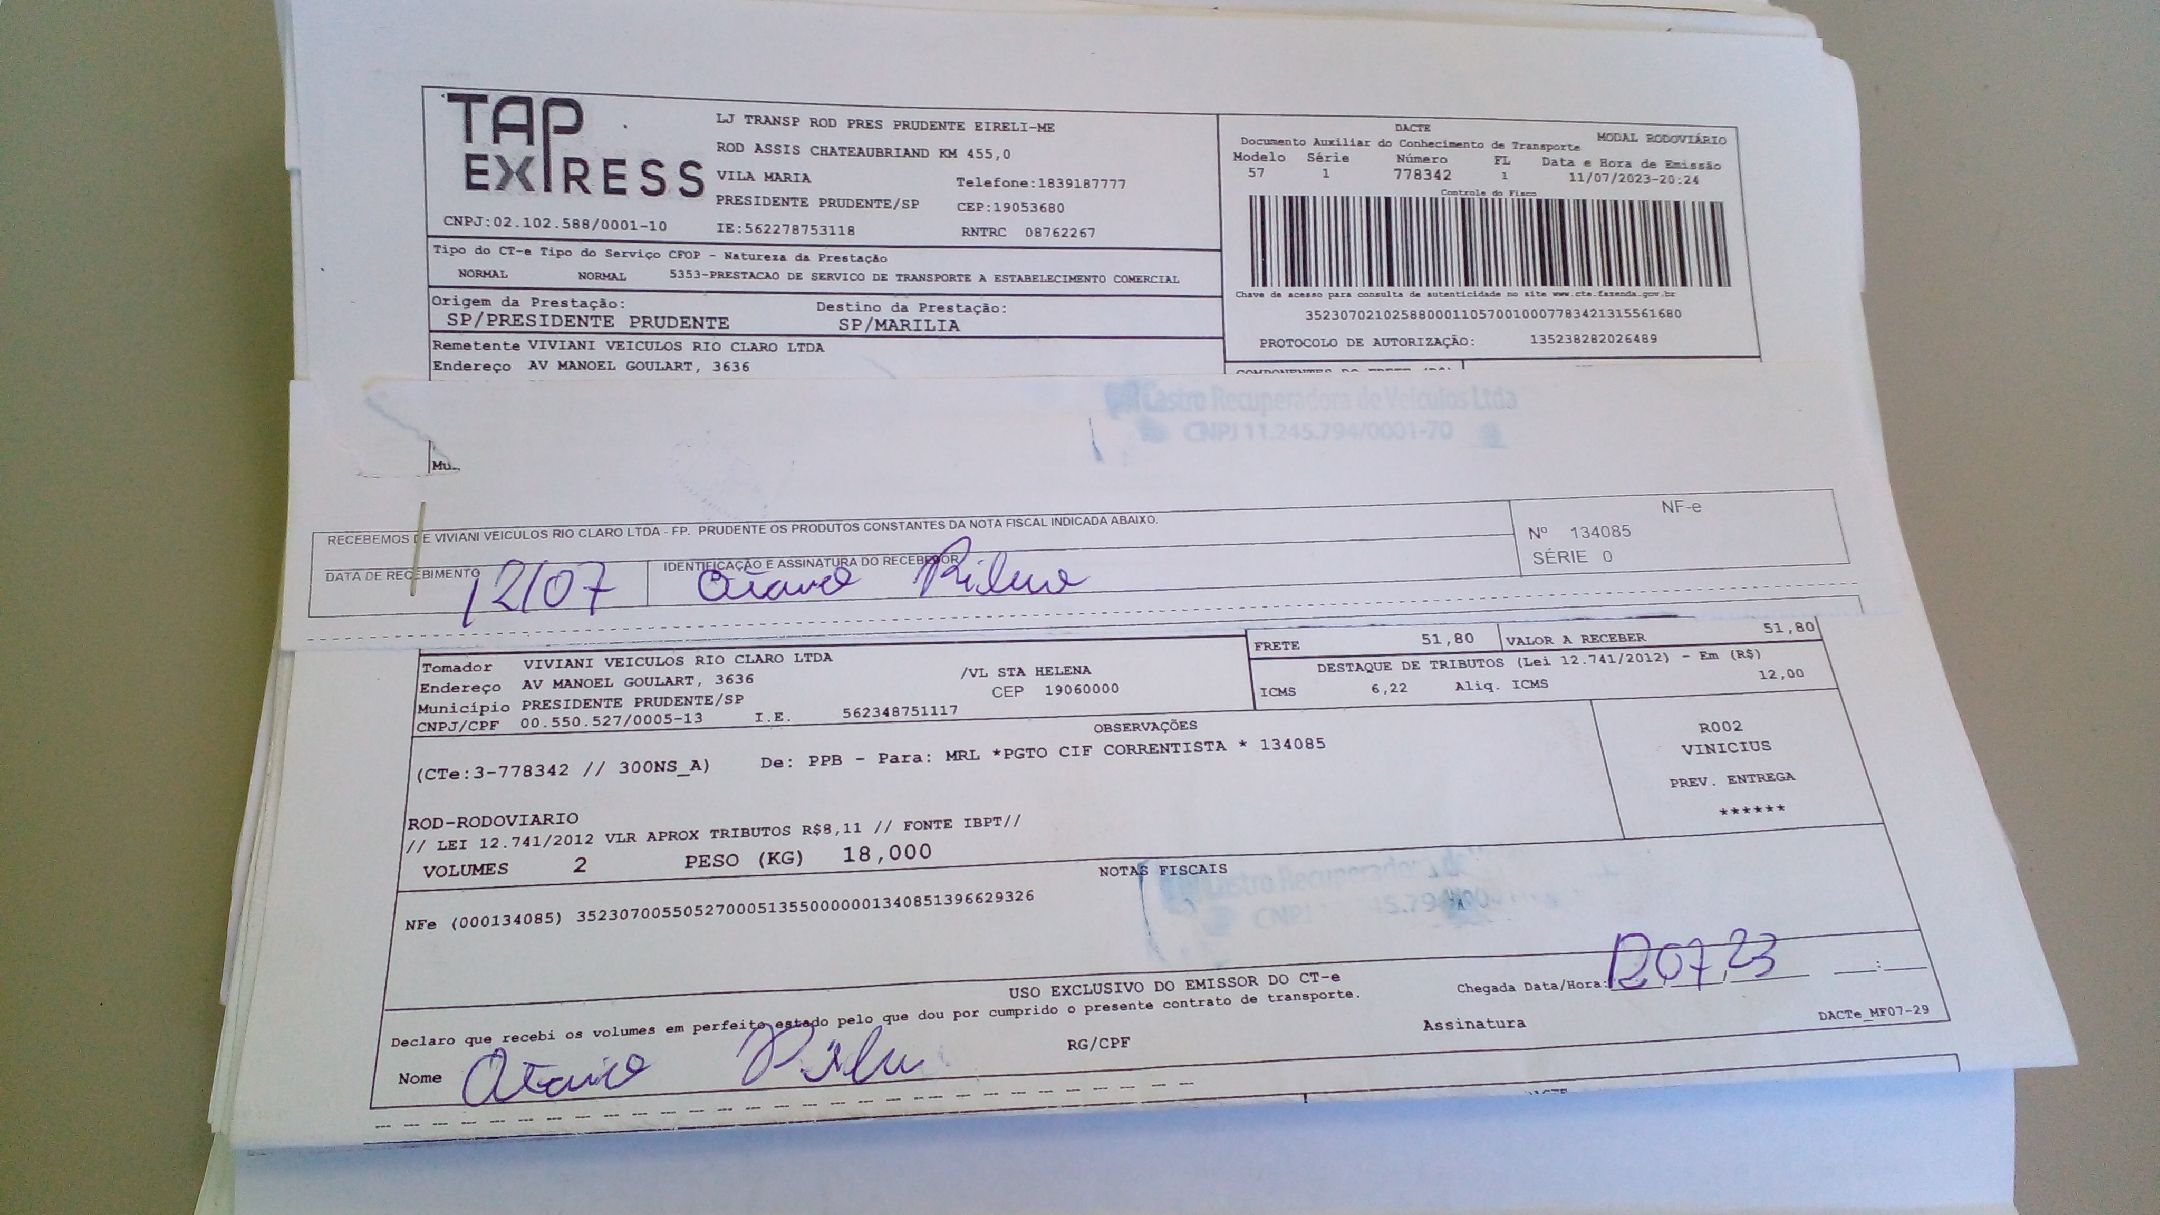 TAP EXPRESS
LJ TRANSP ROD PRES PRUDENTE EIRELI-ME
ROD ASSIS CHATEAUBRIAND KM 455,0
VILA MARIA Telefone:1839187777
PRESIDENTE PRUDENTE/SP CEP:19053680
CNPJ:02.102.588/0001-10 IE:562278753118 RNTRC 08762267
DACTE
Documento Auxiliar do Conhecimento de Transporte MODAL RODOVIÁRIO
Modelo Série Número FL Data e Hora de Emissão
57 1 778342 1 11/07/2023-20:24
Controle do Fisco
Chave de acesso para consulta de autenticidade no site www.cte.fazenda.gov.br
35230702102588000110570010007783421315561680
PROTOCOLO DE AUTORIZAÇÃO: 135238282026489
Tipo do CT-e Tipo do Serviço CFOP - Natureza da Prestação
NORMAL NORMAL 5353-PRESTACAO DE SERVICO DE TRANSPORTE A ESTABELECIMENTO COMERCIAL
Origem da Prestação: Destino da Prestação:
SP/PRESIDENTE PRUDENTE SP/MARILIA
Remetente VIVIANI VEICULOS RIO CLARO LTDA
Endereço AV MANOEL GOULART, 3636
Castro Recuperadora de Veículos Ltda
CNPJ 11.245.794/0001-70
RECEBEMOS DE VIVIANI VEICULOS RIO CLARO LTDA - FP. PRUDENTE OS PRODUTOS CONSTANTES DA NOTA FISCAL INDICADA ABAIXO.
NF-e
Nº 134085
SÉRIE 0
DATA DE RECEBIMENTO IDENTIFICAÇÃO E ASSINATURA DO RECEBEDOR
12/07
FRETE 51,80 VALOR A RECEBER 51,80
DESTAQUE DE TRIBUTOS (Lei 12.741/2012) - Em (R$)
ICMS 6,22 Aliq. ICMS 12,00
Tomador VIVIANI VEICULOS RIO CLARO LTDA
Endereço AV MANOEL GOULART, 3636 /VL STA HELENA
Município PRESIDENTE PRUDENTE/SP CEP 19060000
CNPJ/CPF 00.550.527/0005-13 I.E. 562348751117
OBSERVAÇÕES
(CTe:3-778342 // 300NS_A) De: PPB - Para: MRL *PGTO CIF CORRENTISTA * 134085
R002
VINICIUS
PREV. ENTREGA
******
ROD-RODOVIARIO
// LEI 12.741/2012 VLR APROX TRIBUTOS R$8,11 // FONTE IBPT//
VOLUMES 2 PESO (KG) 18,000
NOTAS FISCAIS
NFe (000134085) 35230700550527000513550000001340851396629326
USO EXCLUSIVO DO EMISSOR DO CT-e
Declaro que recebi os volumes em perfeito estado pelo que dou por cumprido o presente contrato de transporte.
Chegada Data/Hora: 12 07 23
Nome RG/CPF Assinatura
DACTe_MF07-29